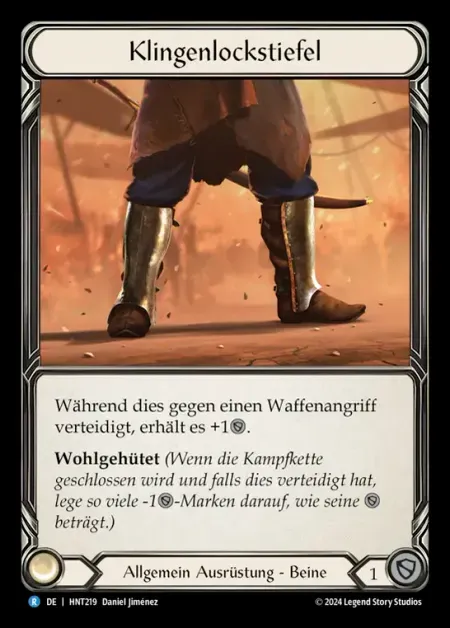 Klingenlockstiefel
Während dies gegen einen Waffenangriff
verteidigt, erhält es +1.
Wohlgehütet (Wenn die Kampfkette
geschlossen wird und falls dies verteidigt hat,
lege so viele -1-Marken darauf, wie seine
beträgt.)
Allgemein Ausrüstung - Beine 1
R DE | HNT219 Daniel Jiménez © 2024 Legend Story Studios